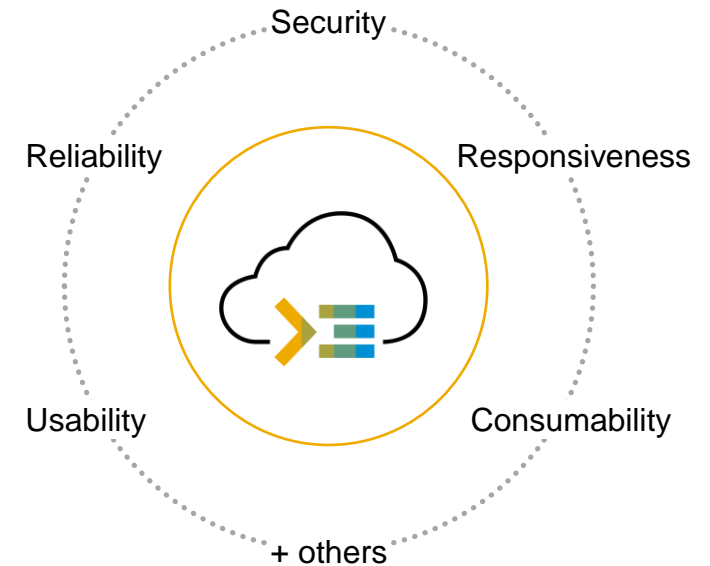 Security
Reliability
Responsiveness
Usability
Consumability
+ others